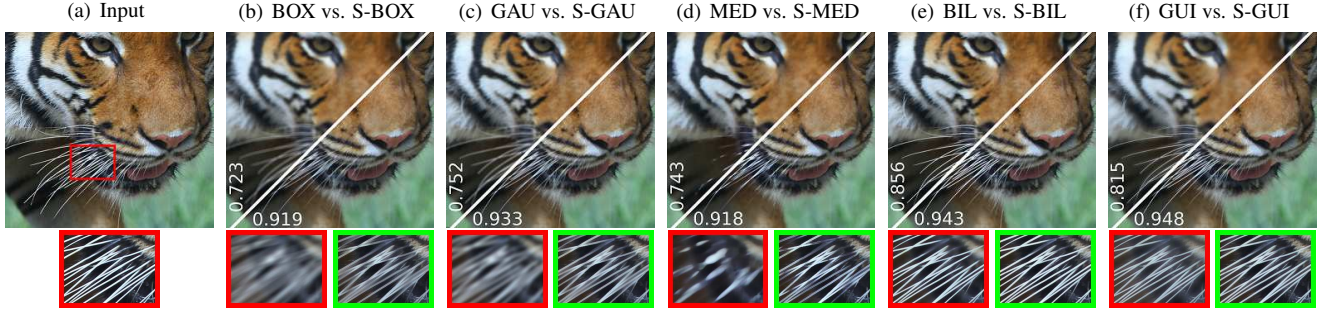 (a) Input
(b) BOX vs. S-BOX
(c) GAU vs. S-GAU
(d) MED vs. S-MED
(e) BIL vs. S-BIL
(f) GUI vs. S-GUI
0.723
0.919
0.752
0.933
0.743
0.918
0.856
0.943
0.815
0.948